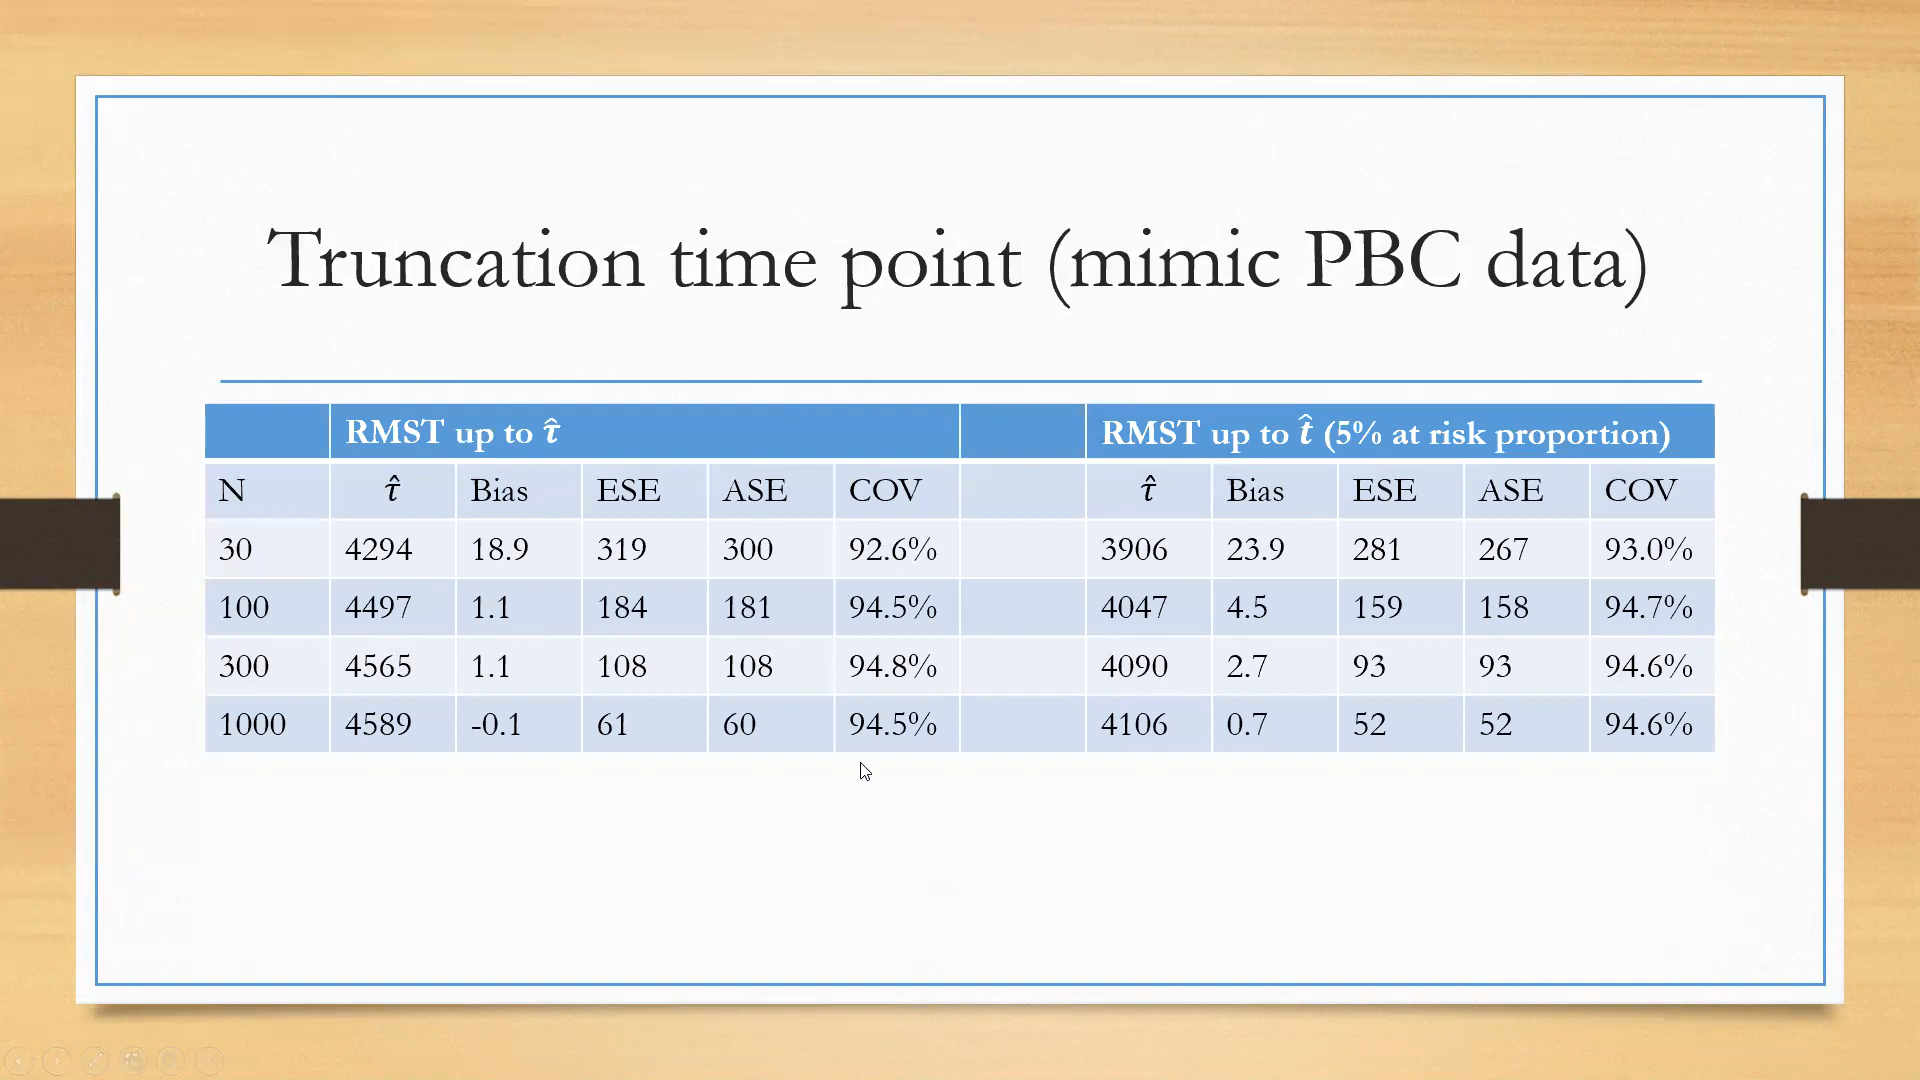 Truncation time point (mimic PBC data)
RMST up to τ̂ RMST up to t̂ (5% at risk proportion)
N τ̂ Bias ESE ASE COV τ̂ Bias ESE ASE COV
30 4294 18.9 319 300 92.6% 3906 23.9 281 267 93.0%
100 4497 1.1 184 181 94.5% 4047 4.5 159 158 94.7%
300 4565 1.1 108 108 94.8% 4090 2.7 93 93 94.6%
1000 4589 -0.1 61 60 94.5% 4106 0.7 52 52 94.6%